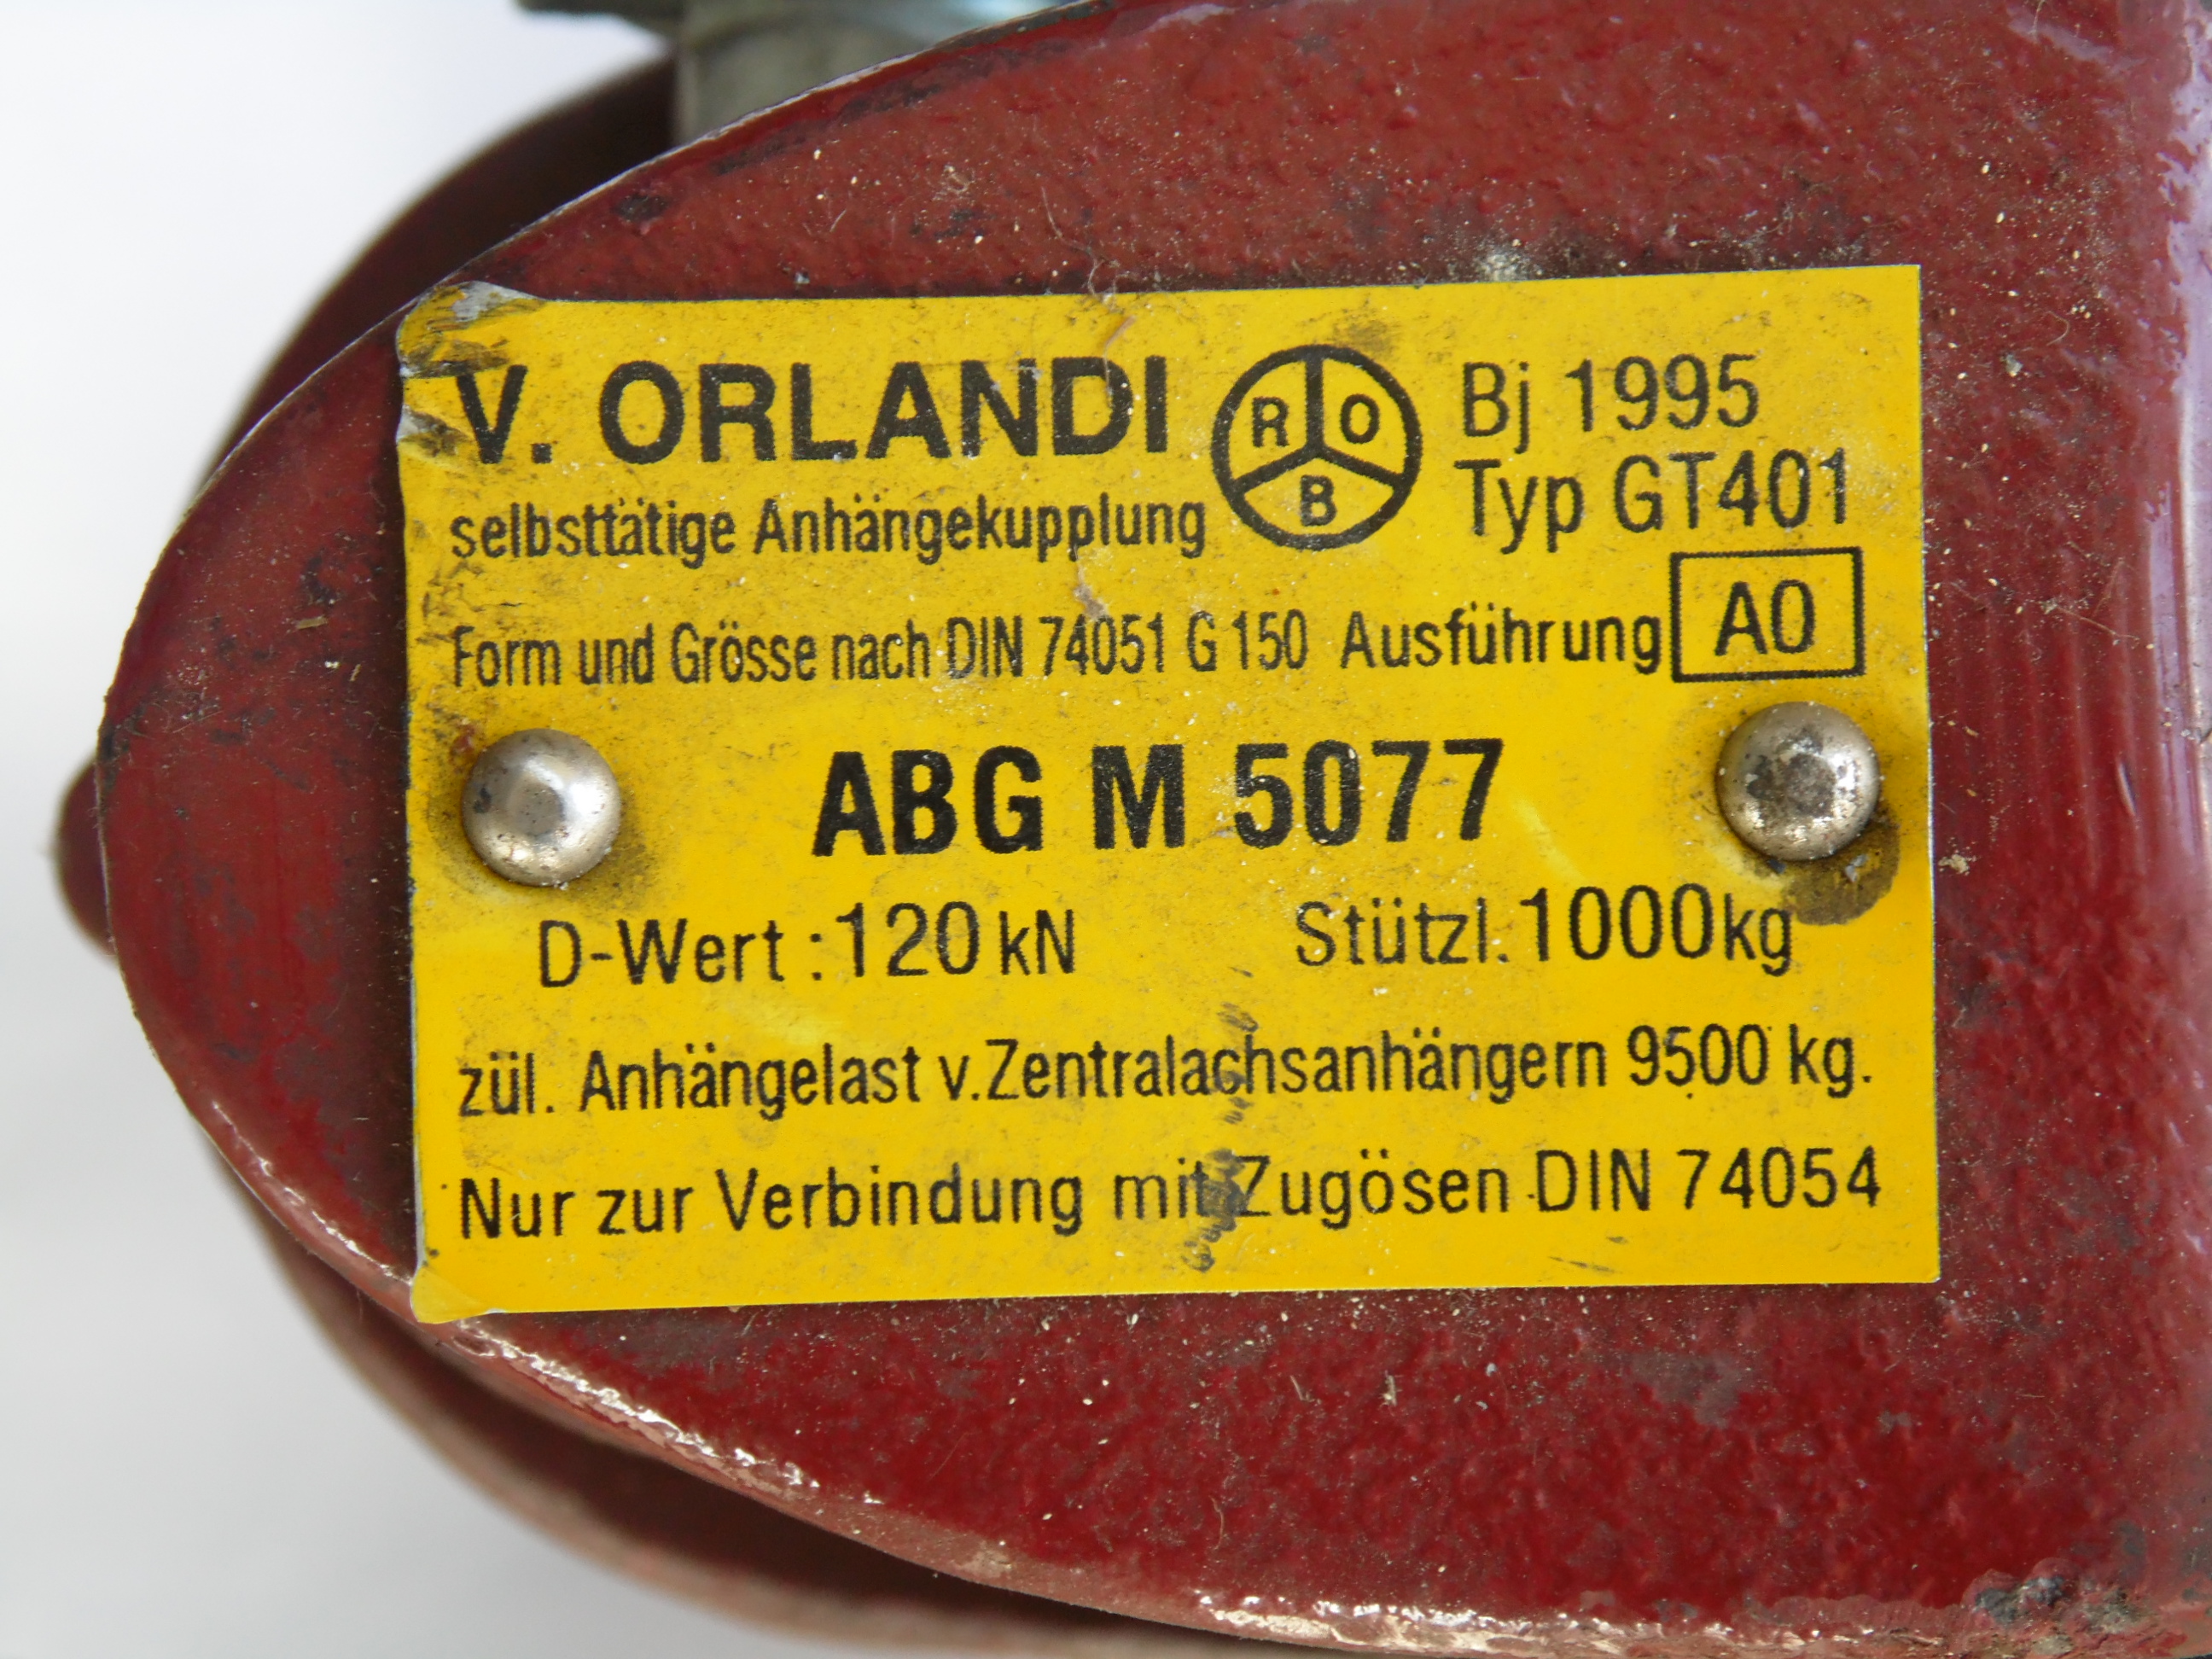 V. ORLANDI ROB Bj 1995
selbsttätige Anhängekupplung Typ GT401
Form und Grösse nach DIN 74051 G 150 Ausführung A0
ABG M 5077
D-Wert :120 kN Stützl. 1000kg
zül. Anhängelast v.Zentralachsanhängern 9500 kg.
Nur zur Verbindung mit Zugösen DIN 74054